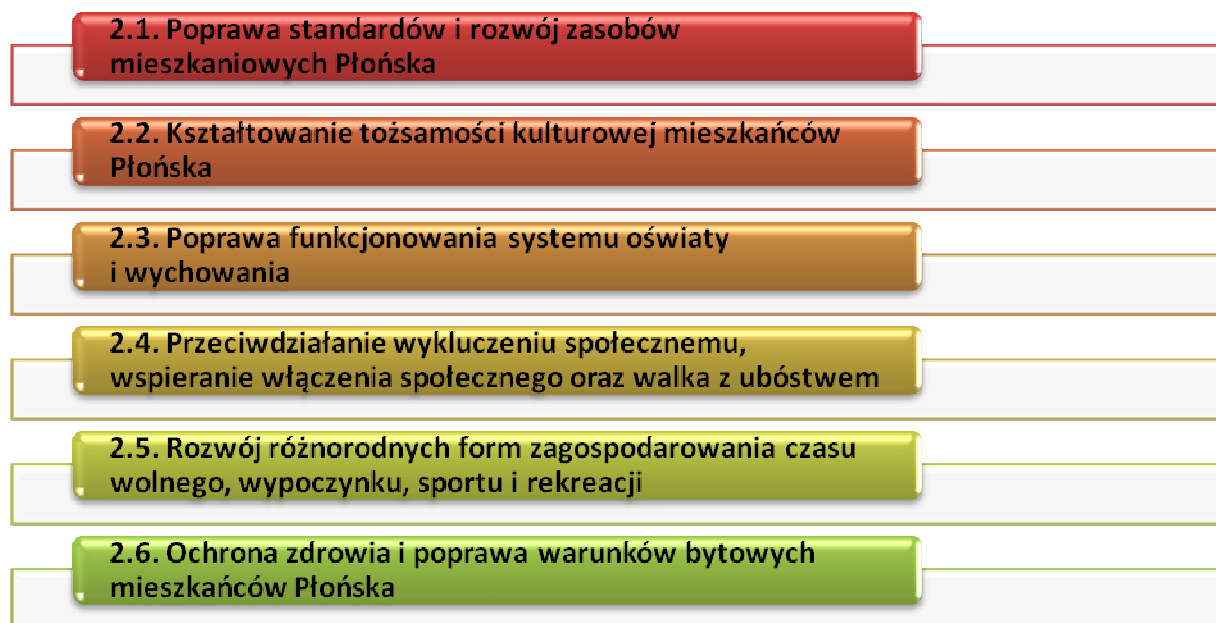 2.1. Poprawa standardów i rozwój zasobów
mieszkaniowych Płońska
2.2. Kształtowanie tożsamości kulturowej mieszkańców
Płońska
2.3. Poprawa funkcjonowania systemu oświaty
i wychowania
2.4. Przeciwdziałanie wykluczeniu społecznemu,
wspieranie włączenia społecznego oraz walka z ubóstwem
2.5. Rozwój różnorodnych form zagospodarowania czasu
wolnego, wypoczynku, sportu i rekreacji
2.6. Ochrona zdrowia i poprawa warunków bytowych
mieszkańców Płońska